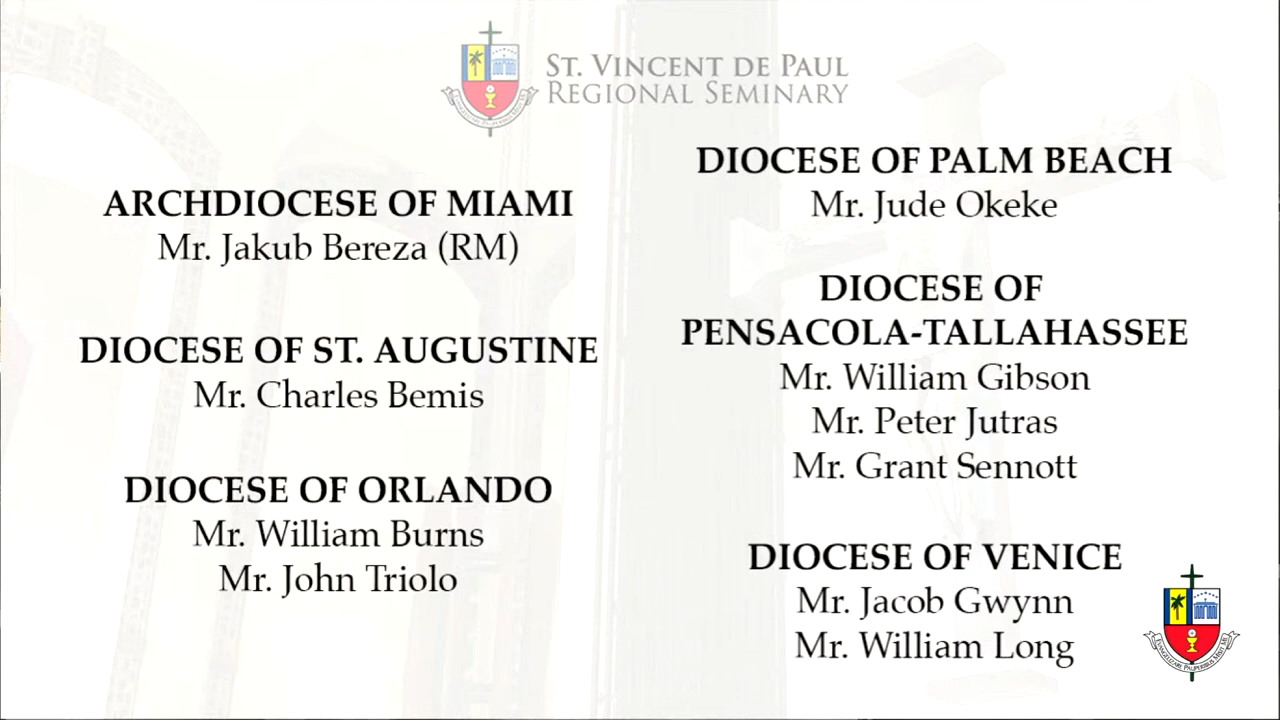 ST. VINCENT DE PAUL
REGIONAL SEMINARY
ARCHDIOCESE OF MIAMI
Mr. Jakub Bereza (RM)
DIOCESE OF ST. AUGUSTINE
Mr. Charles Bemis
DIOCESE OF ORLANDO
Mr. William Burns
Mr. John Triolo
DIOCESE OF PALM BEACH
Mr. Jude Okeke
DIOCESE OF
PENSACOLA-TALLAHASSEE
Mr. William Gibson
Mr. Peter Jutras
Mr. Grant Sennott
DIOCESE OF VENICE
Mr. Jacob Gwynn
Mr. William Long